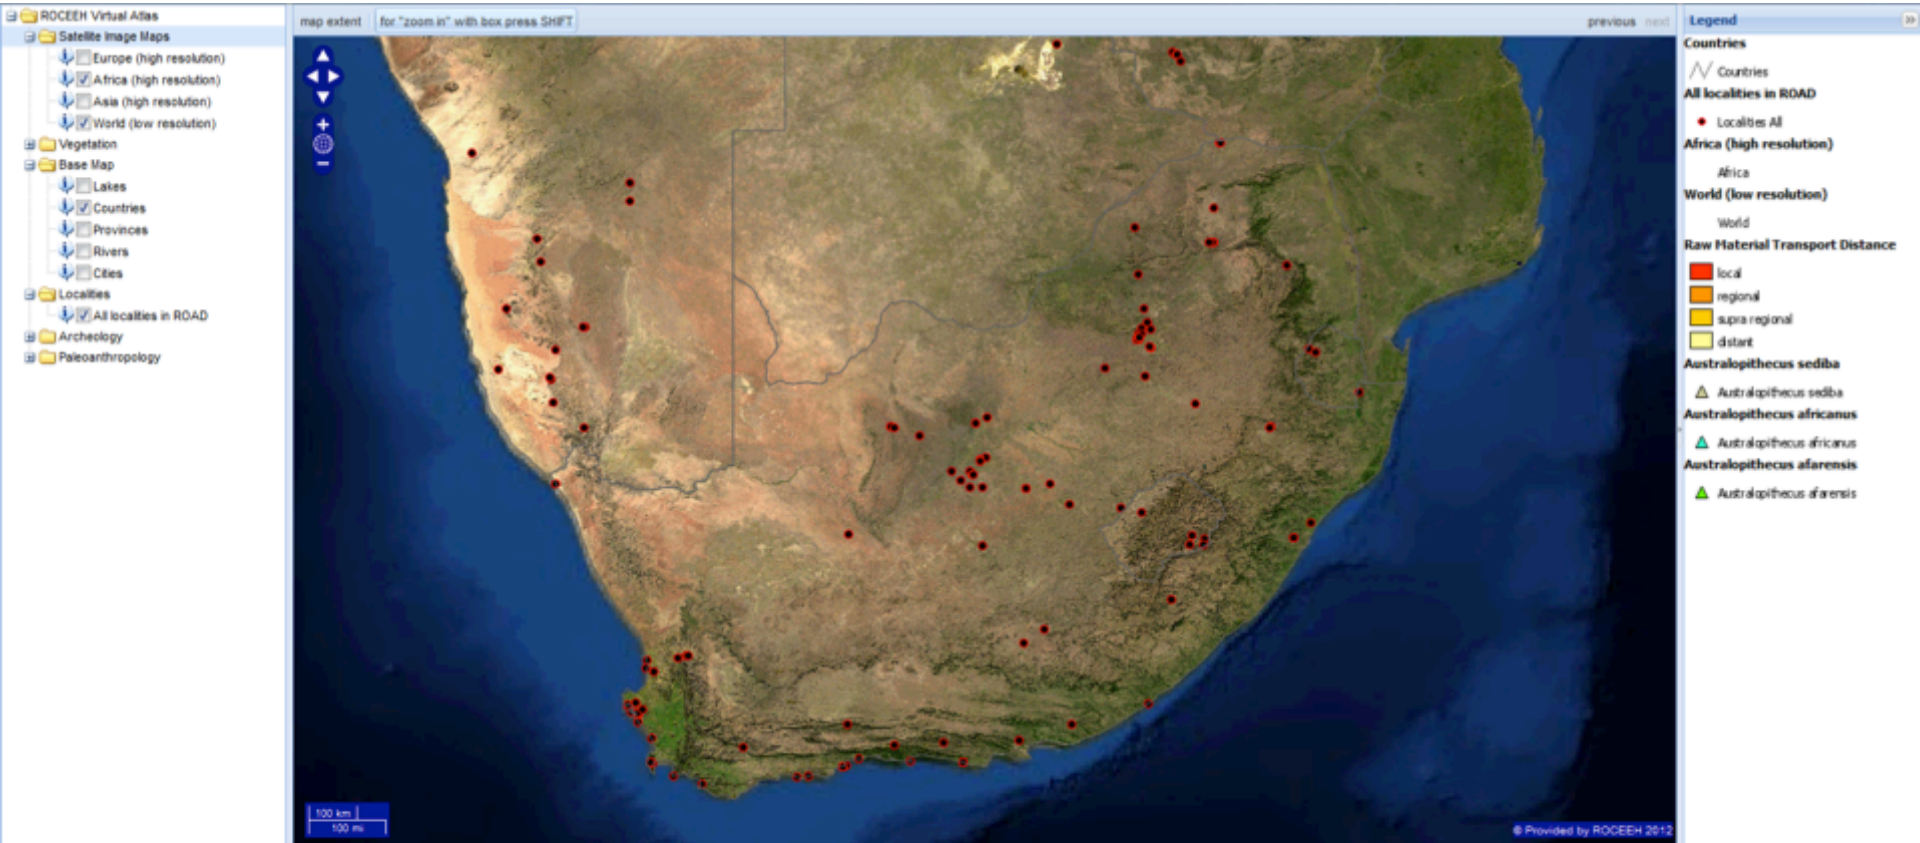 ROCEEH Virtual Atlas
Satellite Image Maps
Europe (high resolution)
Africa (high resolution)
Asia (high resolution)
World (low resolution)
Vegetation
Base Map
Lakes
Countries
Provinces
Rivers
Cities
Localities
All localities in ROAD
Archeology
Paleoanthropology
map extent
for "zoom in" with box press SHIFT
previous next
100 km
100 mi
© Provided by ROCEEH 2012
Legend
Countries
Countries
All localities in ROAD
Localities All
Africa (high resolution)
Africa
World (low resolution)
World
Raw Material Transport Distance
local
regional
supra regional
distant
Australopithecus sediba
Australopithecus sediba
Australopithecus africanus
Australopithecus africanus
Australopithecus afarensis
Australopithecus afarensis